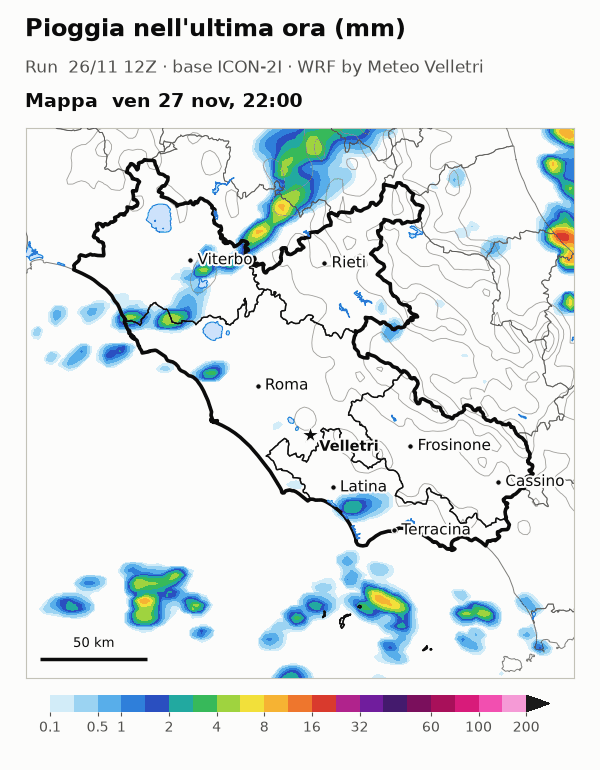 Pioggia nell'ultima ora (mm)
Run 26/11 12Z · base ICON-2I · WRF by Meteo Velletri
Mappa ven 27 nov, 22:00
Viterbo
Rieti
Roma
Velletri
Frosinone
Latina
Cassino
Terracina
50 km
0.1 0.5 1 2 4 8 16 32 60 100 200